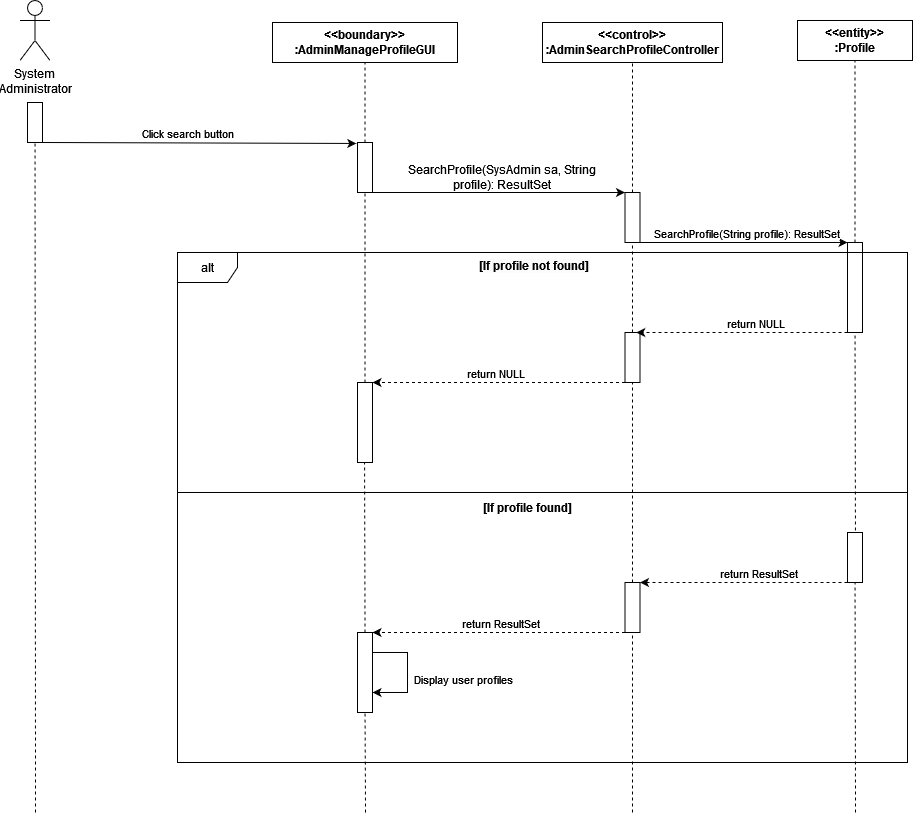 System
Administrator
<<boundary>>
:AdminManageProfileGUI
<<control>>
:AdminSearchProfileController
<<entity>>
:Profile
Click search button
SearchProfile(SysAdmin sa, String
profile): ResultSet
SearchProfile(String profile): ResultSet
alt
[If profile not found]
return NULL
return NULL
[If profile found]
return ResultSet
return ResultSet
Display user profiles